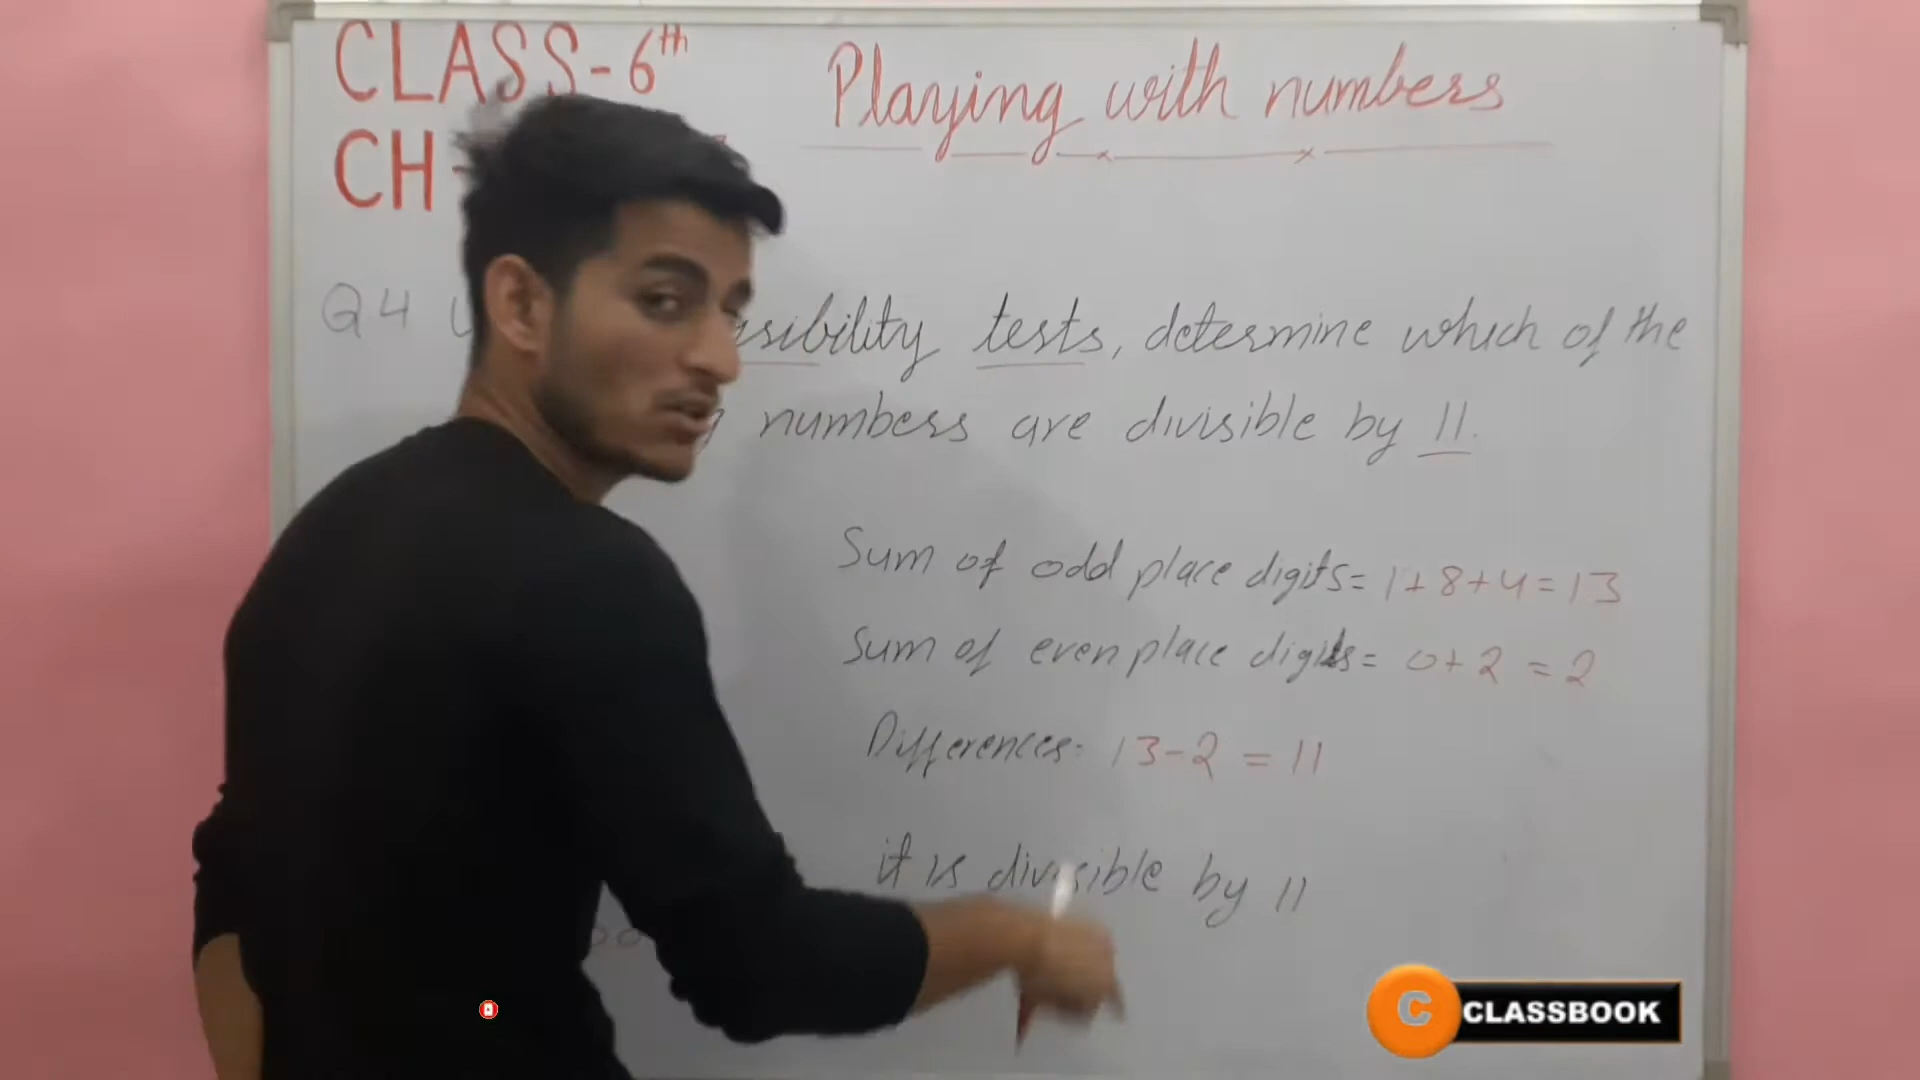 CLASS-6th
Playing with numbers
CH-
Q4 tests, determine which of the
numbers are divisible by 11.
Sum of odd place digits = 1+8+4=13
Sum of even place digits = 0+2 = 2
Differences: 13-2 = 11
it is divisible by 11
C CLASSBOOK